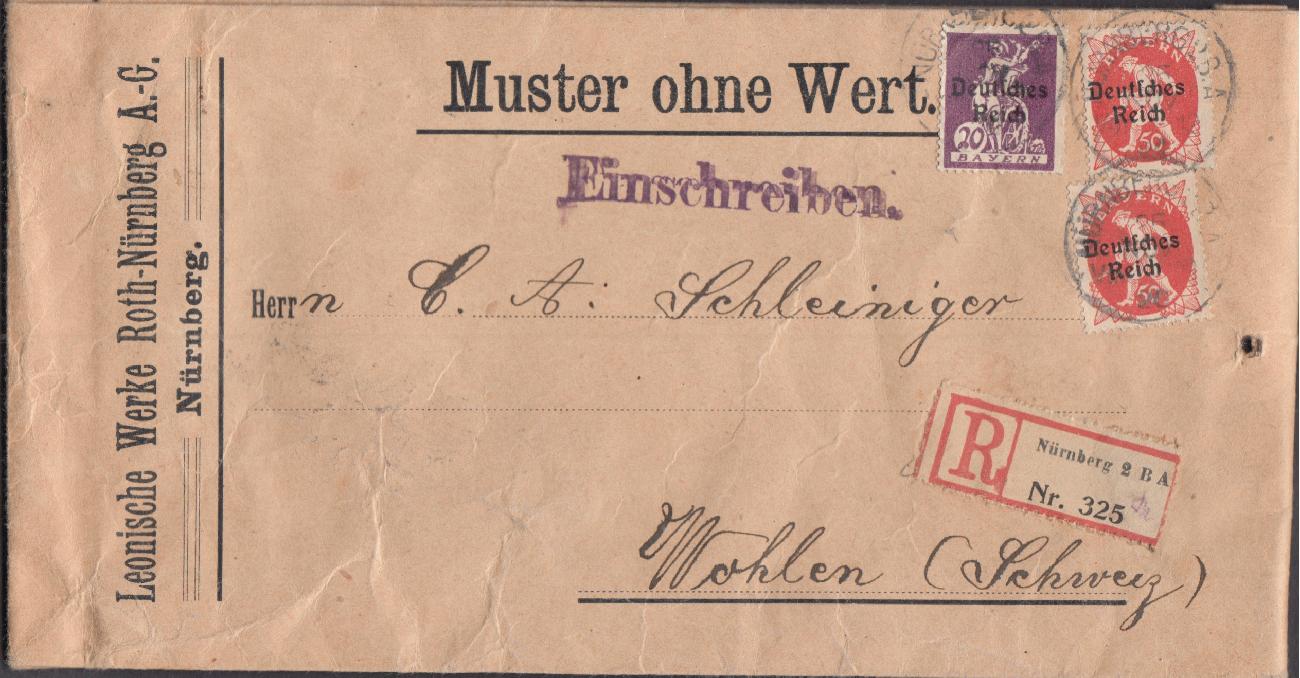 Leonische Werke Roth-Nürnberg A.-G.
Nürnberg.
Muster ohne Wert.
Einschreiben.
Deutsches
Reich
20
BAYERN
BAYERN
Deutsches
Reich
50
BAYERN
Deutsches
Reich
50
Herrn C. A. Schleiniger
R
Nürnberg 2 B A
Nr. 325
Wohlen (Schweiz)